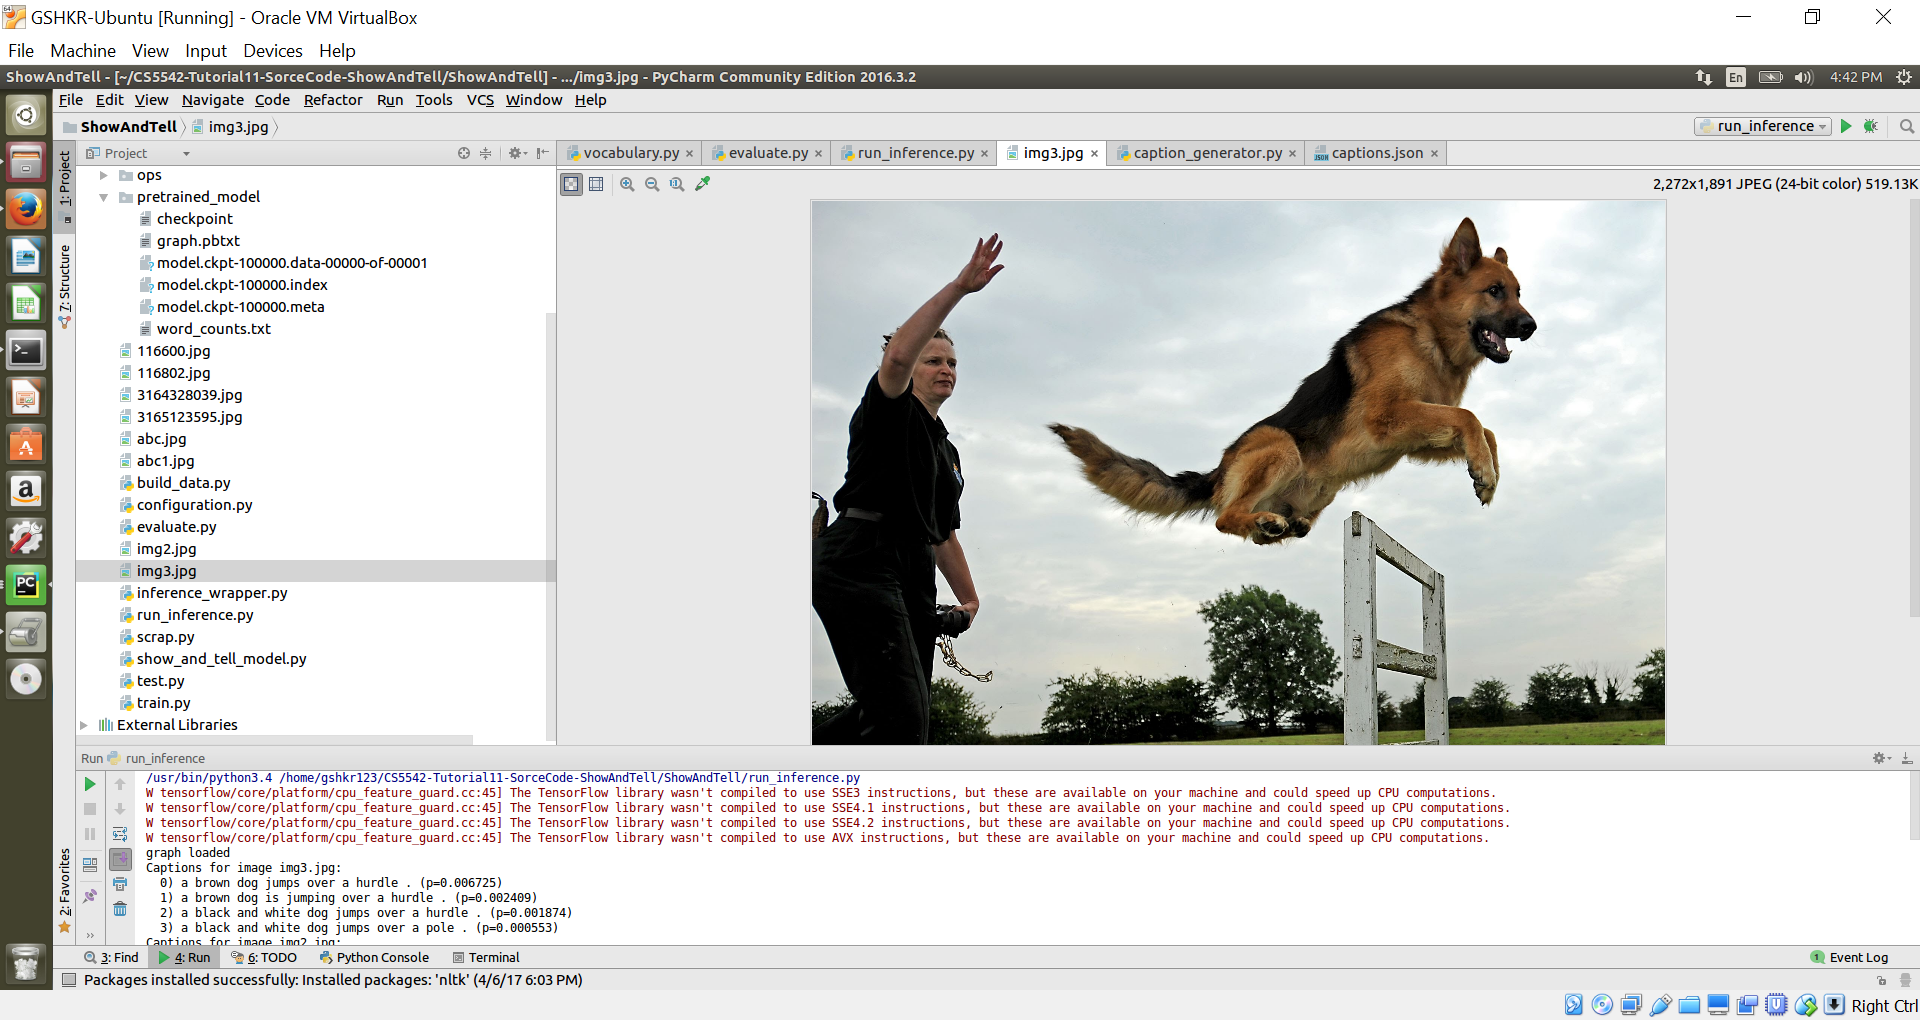 GSHKR-Ubuntu [Running] - Oracle VM VirtualBox
File Machine View Input Devices Help
ShowAndTell - [~/CS5542-Tutorial11-SorceCode-ShowAndTell/ShowAndTell] - .../img3.jpg - PyCharm Community Edition 2016.3.2
En 4:42 PM
File Edit View Navigate Code Refactor Run Tools VCS Window Help
ShowAndTell img3.jpg run_inference
Project vocabulary.py evaluate.py run_inference.py img3.jpg caption_generator.py captions.json
1: Project
7: Structure
2: Favorites
2,272x1,891 JPEG (24-bit color) 519.13K
ops
pretrained_model
checkpoint
graph.pbtxt
model.ckpt-100000.data-00000-of-00001
model.ckpt-100000.index
model.ckpt-100000.meta
word_counts.txt
116600.jpg
116802.jpg
3164328039.jpg
3165123595.jpg
abc.jpg
abc1.jpg
build_data.py
configuration.py
evaluate.py
img2.jpg
img3.jpg
inference_wrapper.py
run_inference.py
scrap.py
show_and_tell_model.py
test.py
train.py
External Libraries
Run run_inference
/usr/bin/python3.4 /home/gshkr123/CS5542-Tutorial11-SorceCode-ShowAndTell/ShowAndTell/run_inference.py
W tensorflow/core/platform/cpu_feature_guard.cc:45] The TensorFlow library wasn't compiled to use SSE3 instructions, but these are available on your machine and could speed up CPU computations.
W tensorflow/core/platform/cpu_feature_guard.cc:45] The TensorFlow library wasn't compiled to use SSE4.1 instructions, but these are available on your machine and could speed up CPU computations.
W tensorflow/core/platform/cpu_feature_guard.cc:45] The TensorFlow library wasn't compiled to use SSE4.2 instructions, but these are available on your machine and could speed up CPU computations.
W tensorflow/core/platform/cpu_feature_guard.cc:45] The TensorFlow library wasn't compiled to use AVX instructions, but these are available on your machine and could speed up CPU computations.
graph loaded
Captions for image img3.jpg:
0) a brown dog jumps over a hurdle . (p=0.006725)
1) a brown dog is jumping over a hurdle . (p=0.002409)
2) a black and white dog jumps over a hurdle . (p=0.001874)
3) a black and white dog jumps over a pole . (p=0.000553)
Captions for image img2.jpg:
3: Find 4: Run 6: TODO Python Console Terminal 1 Event Log
Packages installed successfully: Installed packages: 'nltk' (4/6/17 6:03 PM)
Right Ctrl